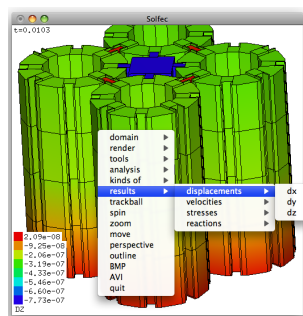 Solfec
t=0.0103
domain
render
tools
analysis
kinds of
results
trackball
spin
zoom
move
perspective
outline
BMP
AVI
quit
displacements
velocities
stresses
reactions
dx
dy
dz
2.09e-08
-9.25e-08
-2.06e-07
-3.19e-07
-4.33e-07
-5.46e-07
-6.60e-07
-7.73e-07
DZ